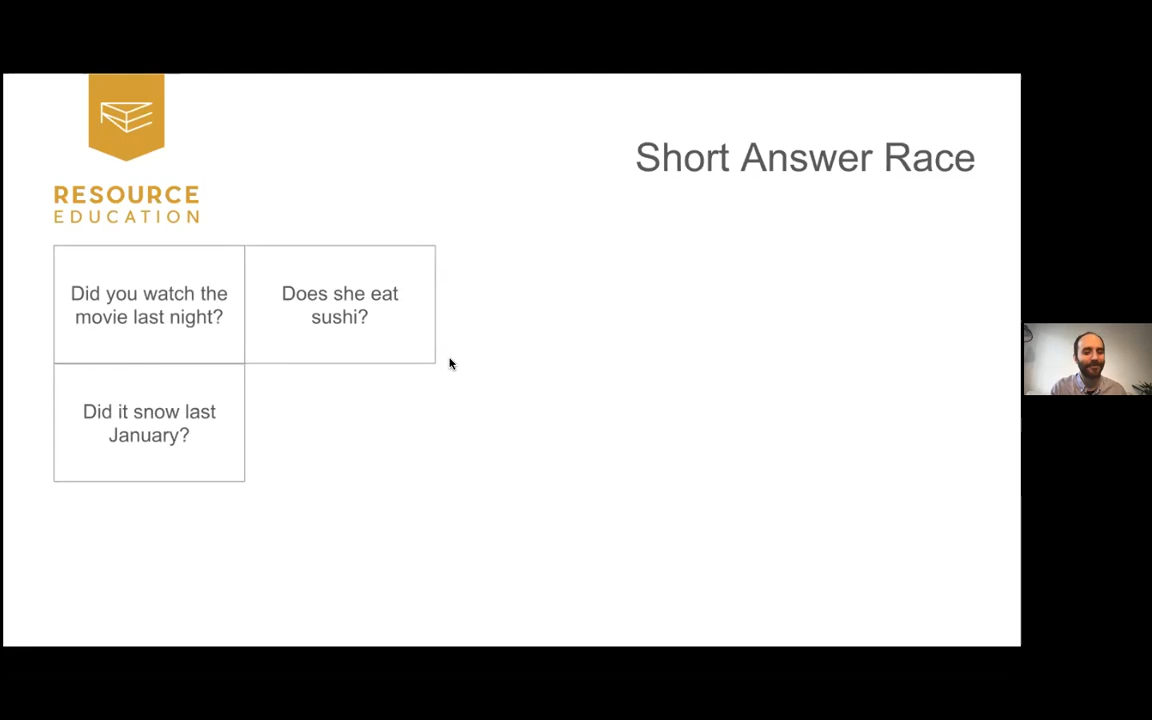 RESOURCE
EDUCATION
Short Answer Race
Did you watch the
movie last night?
Does she eat
sushi?
Did it snow last
January?